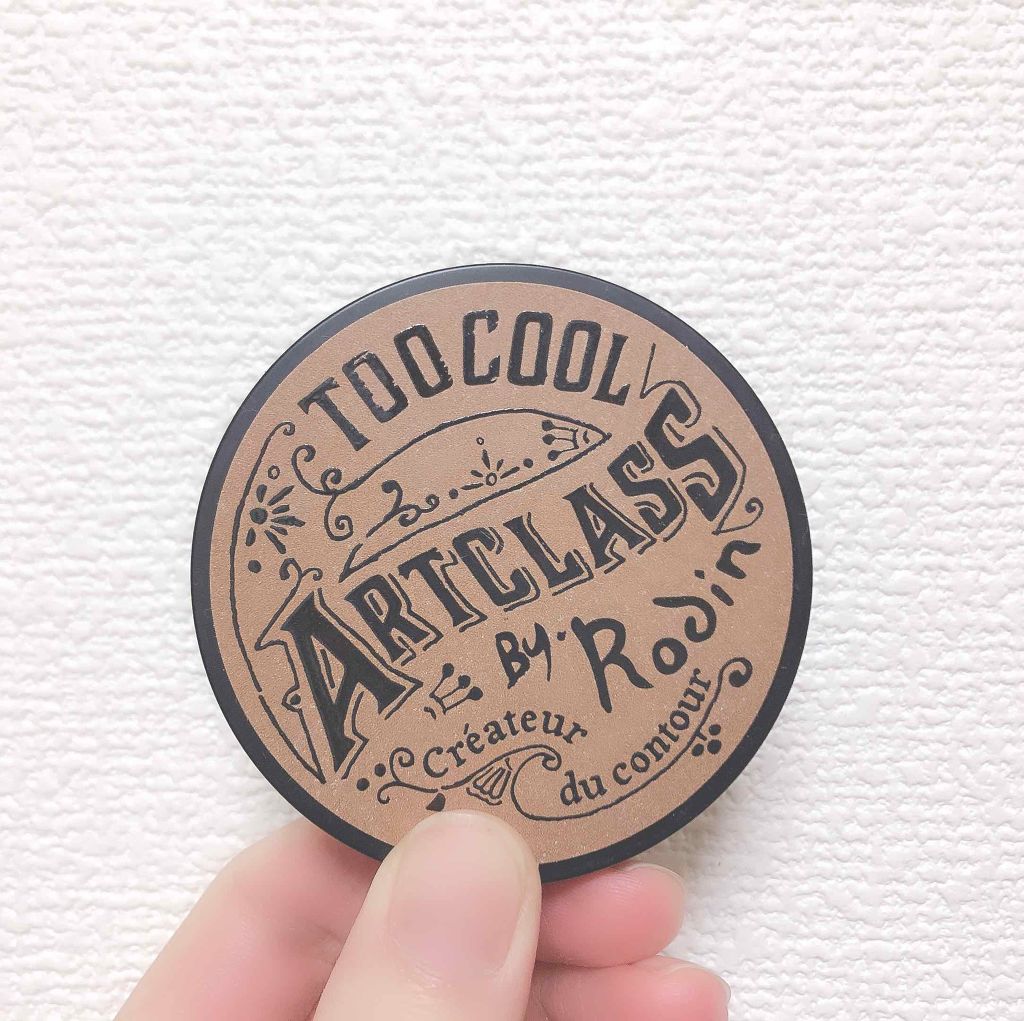 TOO COOL
ARTCLASS
By. Rodin
Créateur
du contour